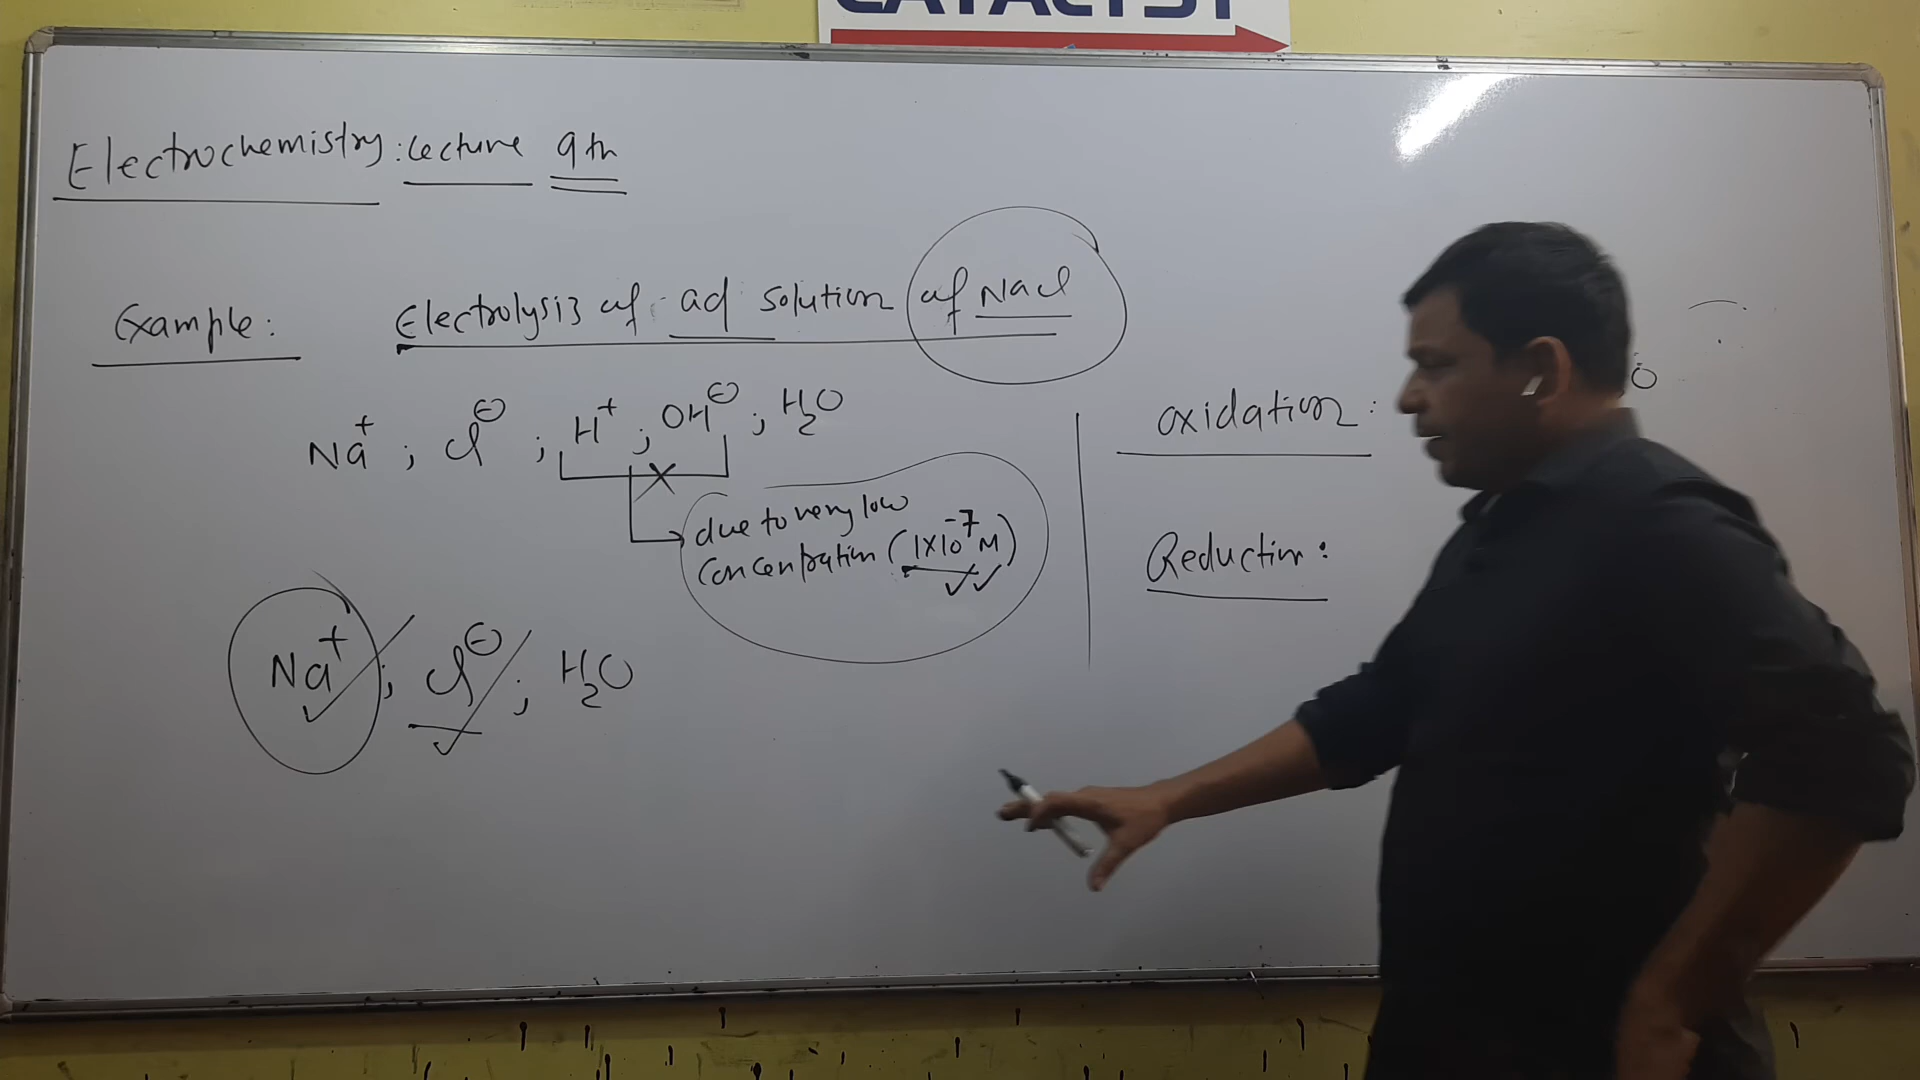 CATALYST
Electrochemistry: Lecture 9th
Example: Electrolysis of aq solution of NaCl
Na⁺ ; Cl⊖ ; H⁺ ; OH⊖ ; H₂O
due to very low
concentration (1×10⁻⁷ M)
Na⁺ ; Cl⊖ ; H₂O
oxidation:
Reduction: